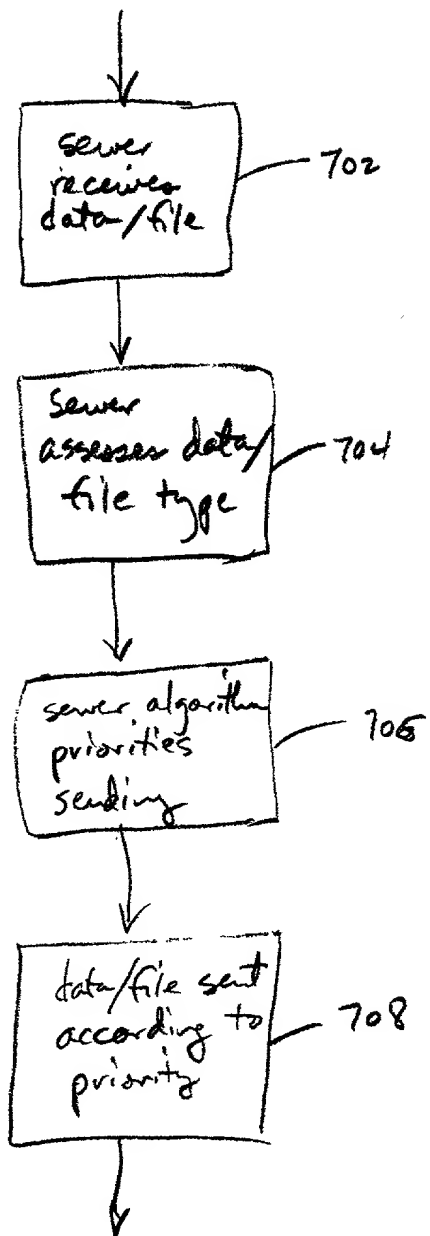 server
receives
data/file
702
server
assesses data/
file type
704
server algorithm
priorities
sending
706
data/file sent
according to
priority
708